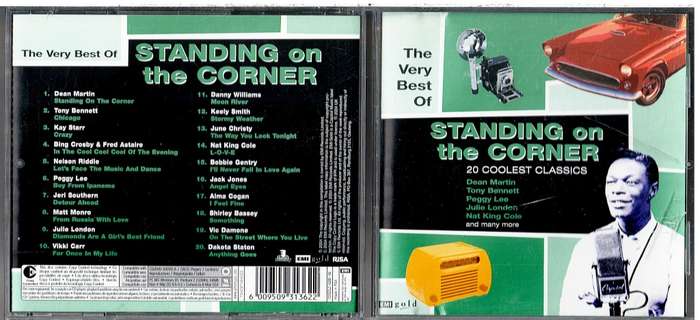 The Very Best Of
STANDING on
the CORNER
1. Dean Martin
Standing On The Corner
2. Tony Bennett
Chicago
3. Kay Starr
Crazy
4. Bing Crosby & Fred Astaire
In The Cool Cool Cool Of The Evening
5. Nelson Riddle
Let's Face The Music And Dance
6. Peggy Lee
Boy From Ipanema
7. Jeri Southern
Detour Ahead
8. Matt Monro
From Russia With Love
9. Julie London
Diamonds Are A Girl's Best Friend
10. Vikki Carr
For Once In My Life
11. Danny Williams
Moon River
12. Keely Smith
Stormy Weather
13. June Christy
The Way You Look Tonight
14. Nat King Cole
L-O-V-E
15. Bobbie Gentry
I'll Never Fall In Love Again
16. Jack Jones
Angel Eyes
17. Alma Cogan
I Feel Fine
18. Shirley Bassey
Something
19. Vic Damone
On The Street Where You Live
20. Dakota Staton
Anything Goes
EMI gold RISA
6 009509 313622
The
Very
Best
Of
STANDING on
the CORNER
20 COOLEST CLASSICS
Dean Martin
Tony Bennett
Peggy Lee
Julie London
Nat King Cole
and many more
Capitol
EMI gold